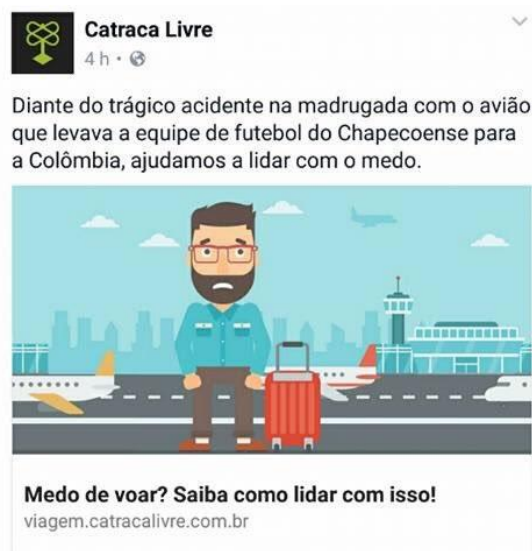 Catraca Livre
4 h •
Diante do trágico acidente na madrugada com o avião
que levava a equipe de futebol do Chapecoense para
a Colômbia, ajudamos a lidar com o medo.
Medo de voar? Saiba como lidar com isso!
viagem.catracalivre.com.br